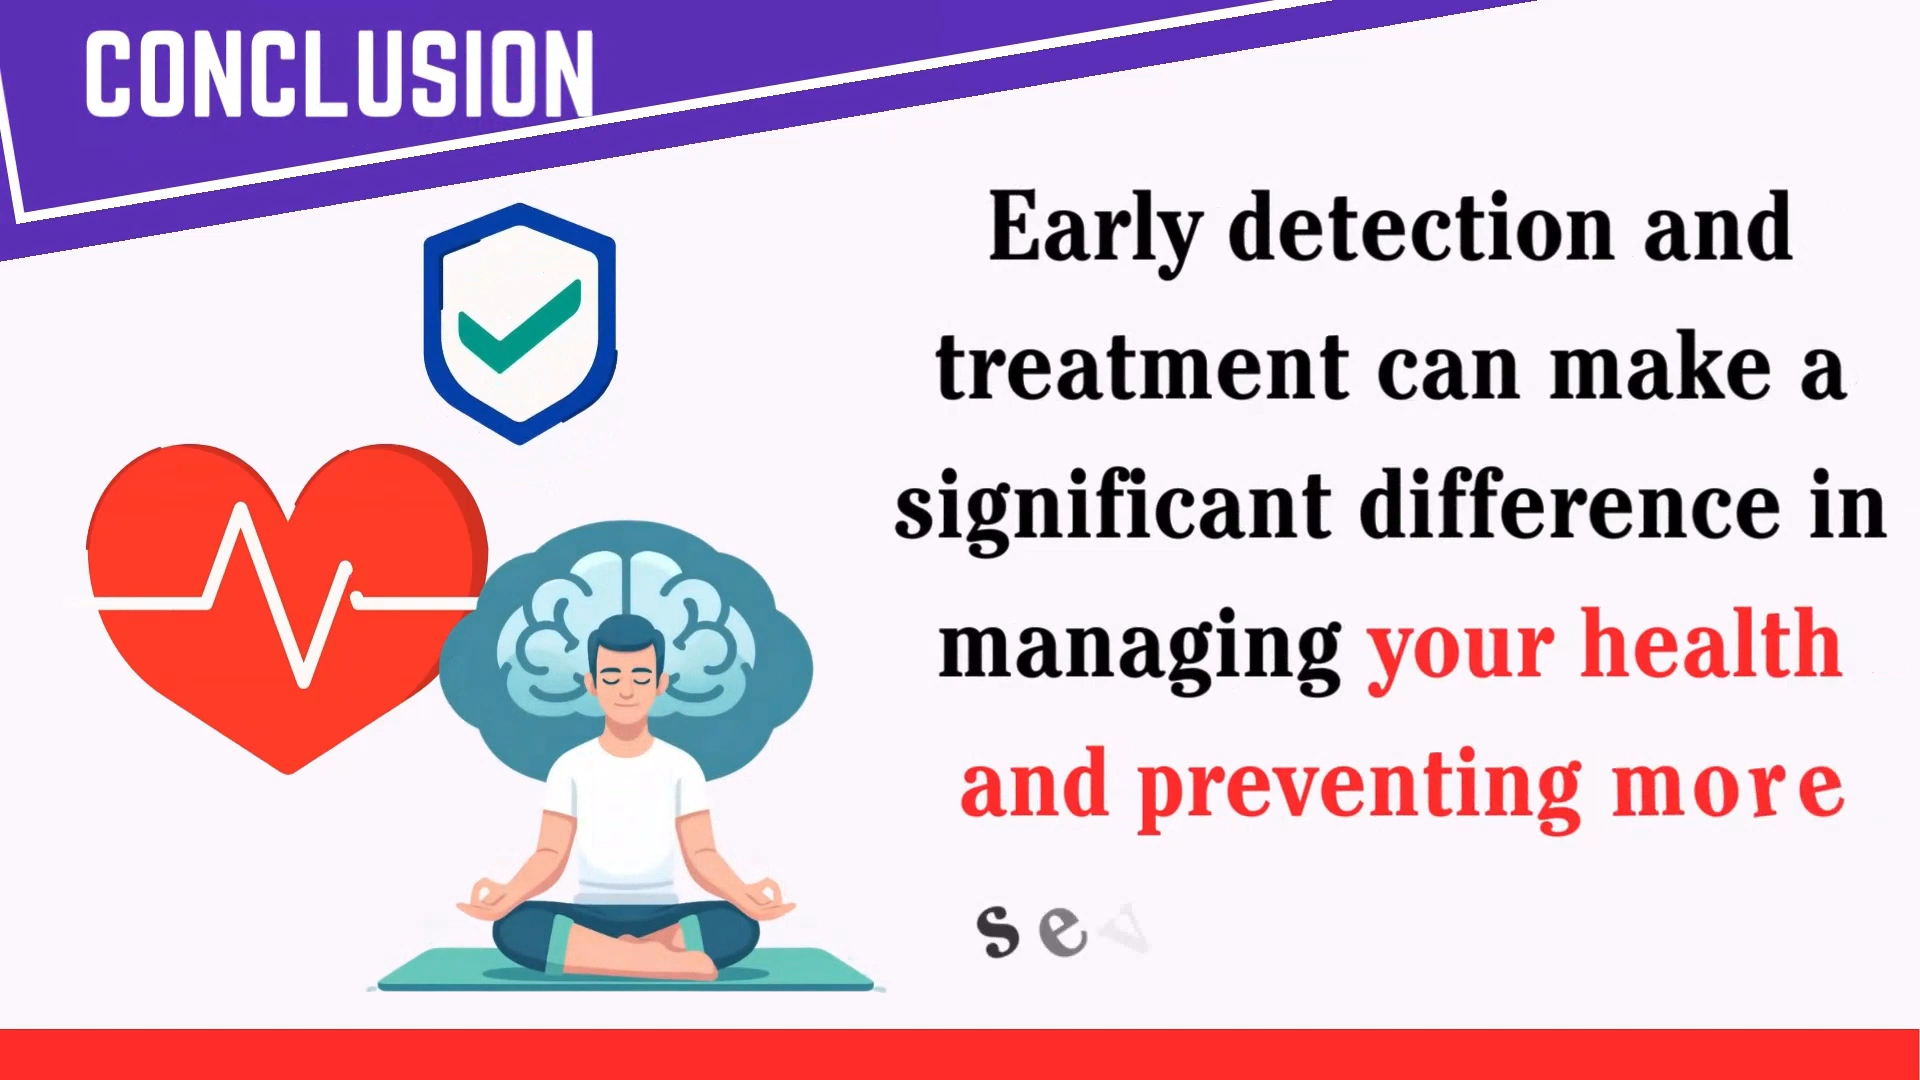 CONCLUSION
Early detection and
treatment can make a
significant difference in
managing your health
and preventing more